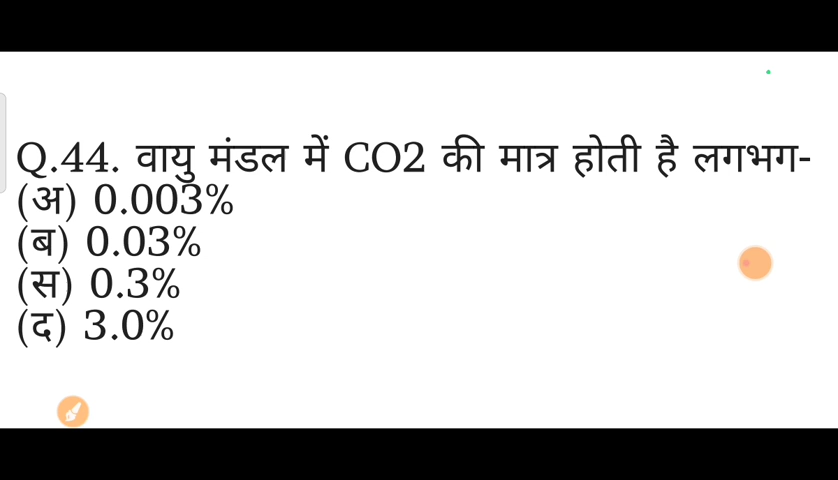 Q.44. वायु मंडल में CO2 की मात्र होती है लगभग-
(अ) 0.003%
(ब) 0.03%
(स) 0.3%
(द) 3.0%